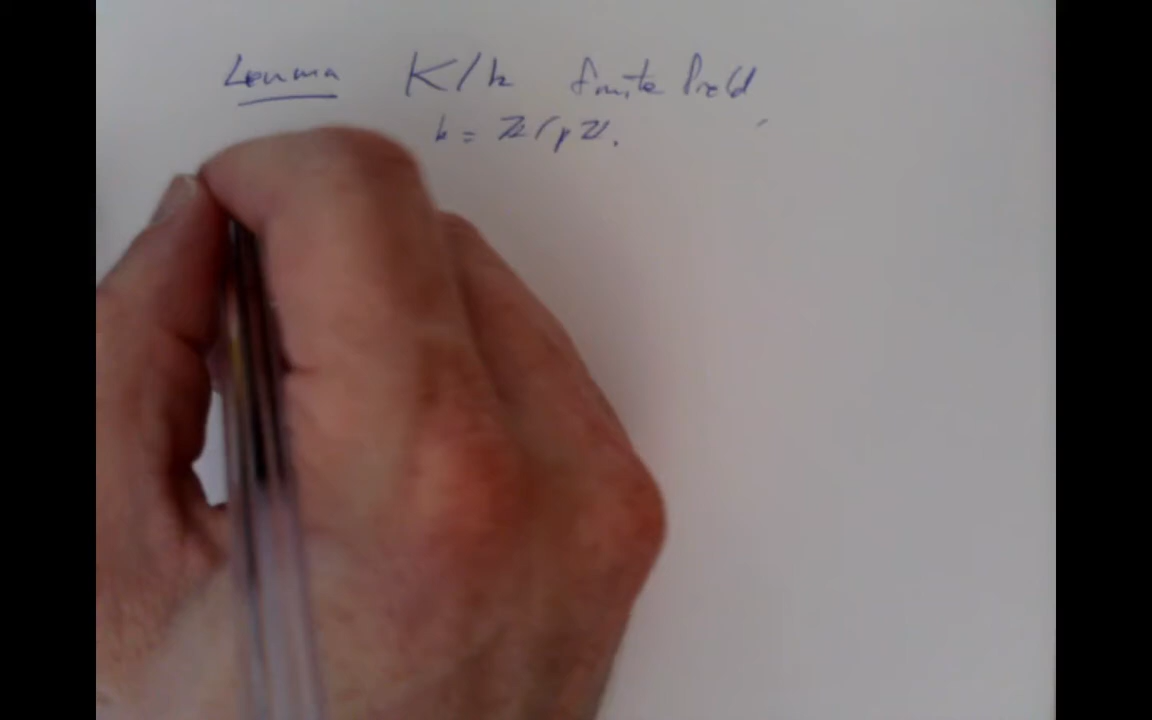 Lemma K/k finite field
k = ℤ/pℤ.